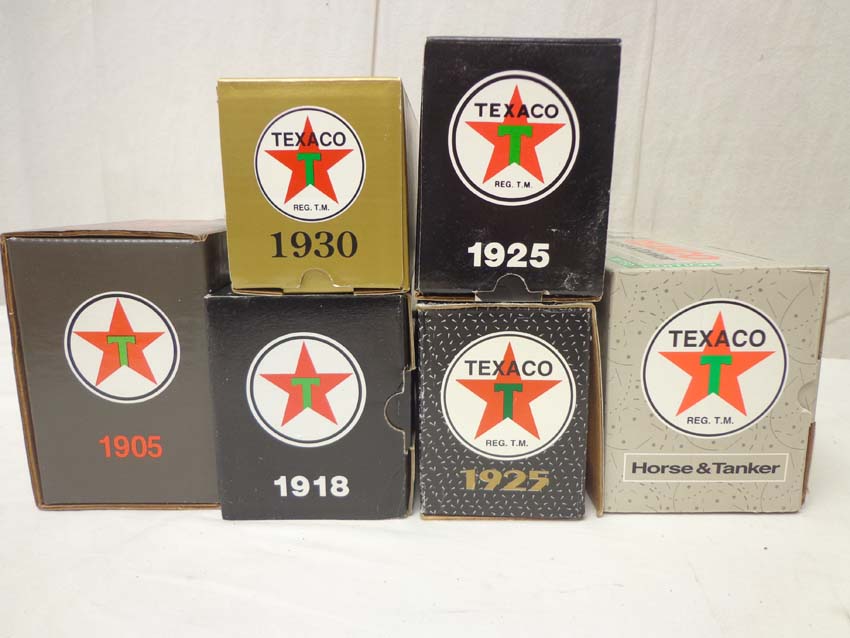 TEXACO
T
REG. T.M.
1930
TEXACO
T
REG. T.M.
1925
T
1905
T
1918
TEXACO
T
REG. T.M.
1925
TEXACO
T
REG. T.M.
Horse & Tanker